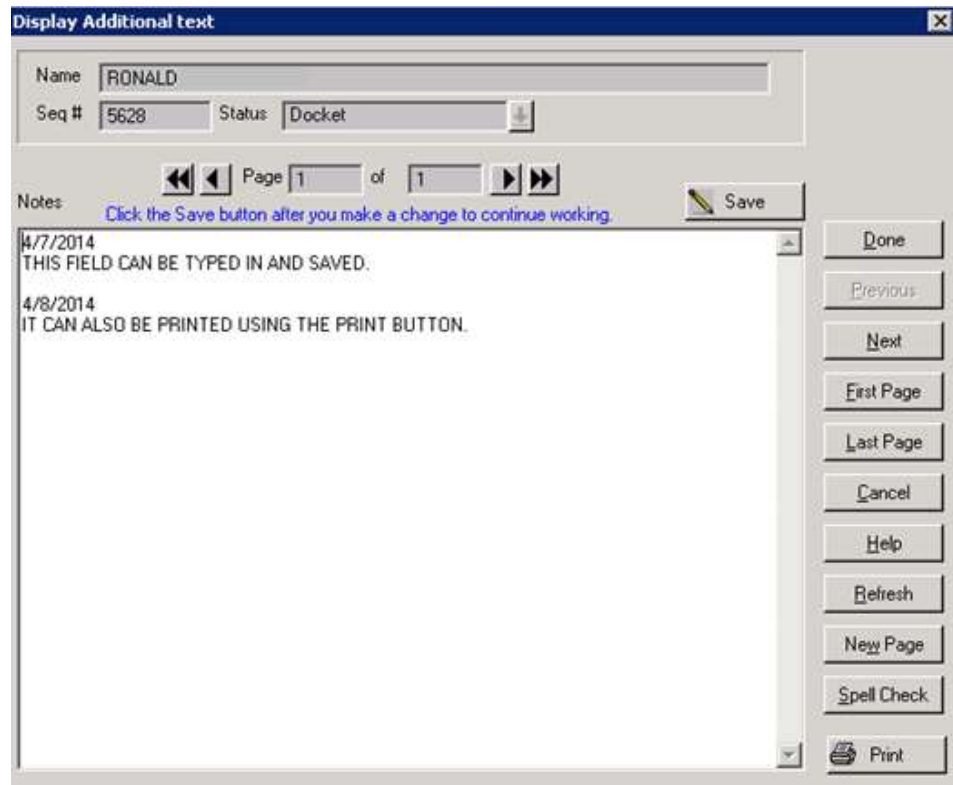 Display Additional text
Name RONALD
Seq # 5628 Status Docket
Page 1 of 1
Notes
Click the Save button after you make a change to continue working.
Save
4/7/2014
THIS FIELD CAN BE TYPED IN AND SAVED.
4/8/2014
IT CAN ALSO BE PRINTED USING THE PRINT BUTTON.
Done
Previous
Next
First Page
Last Page
Cancel
Help
Refresh
New Page
Spell Check
Print